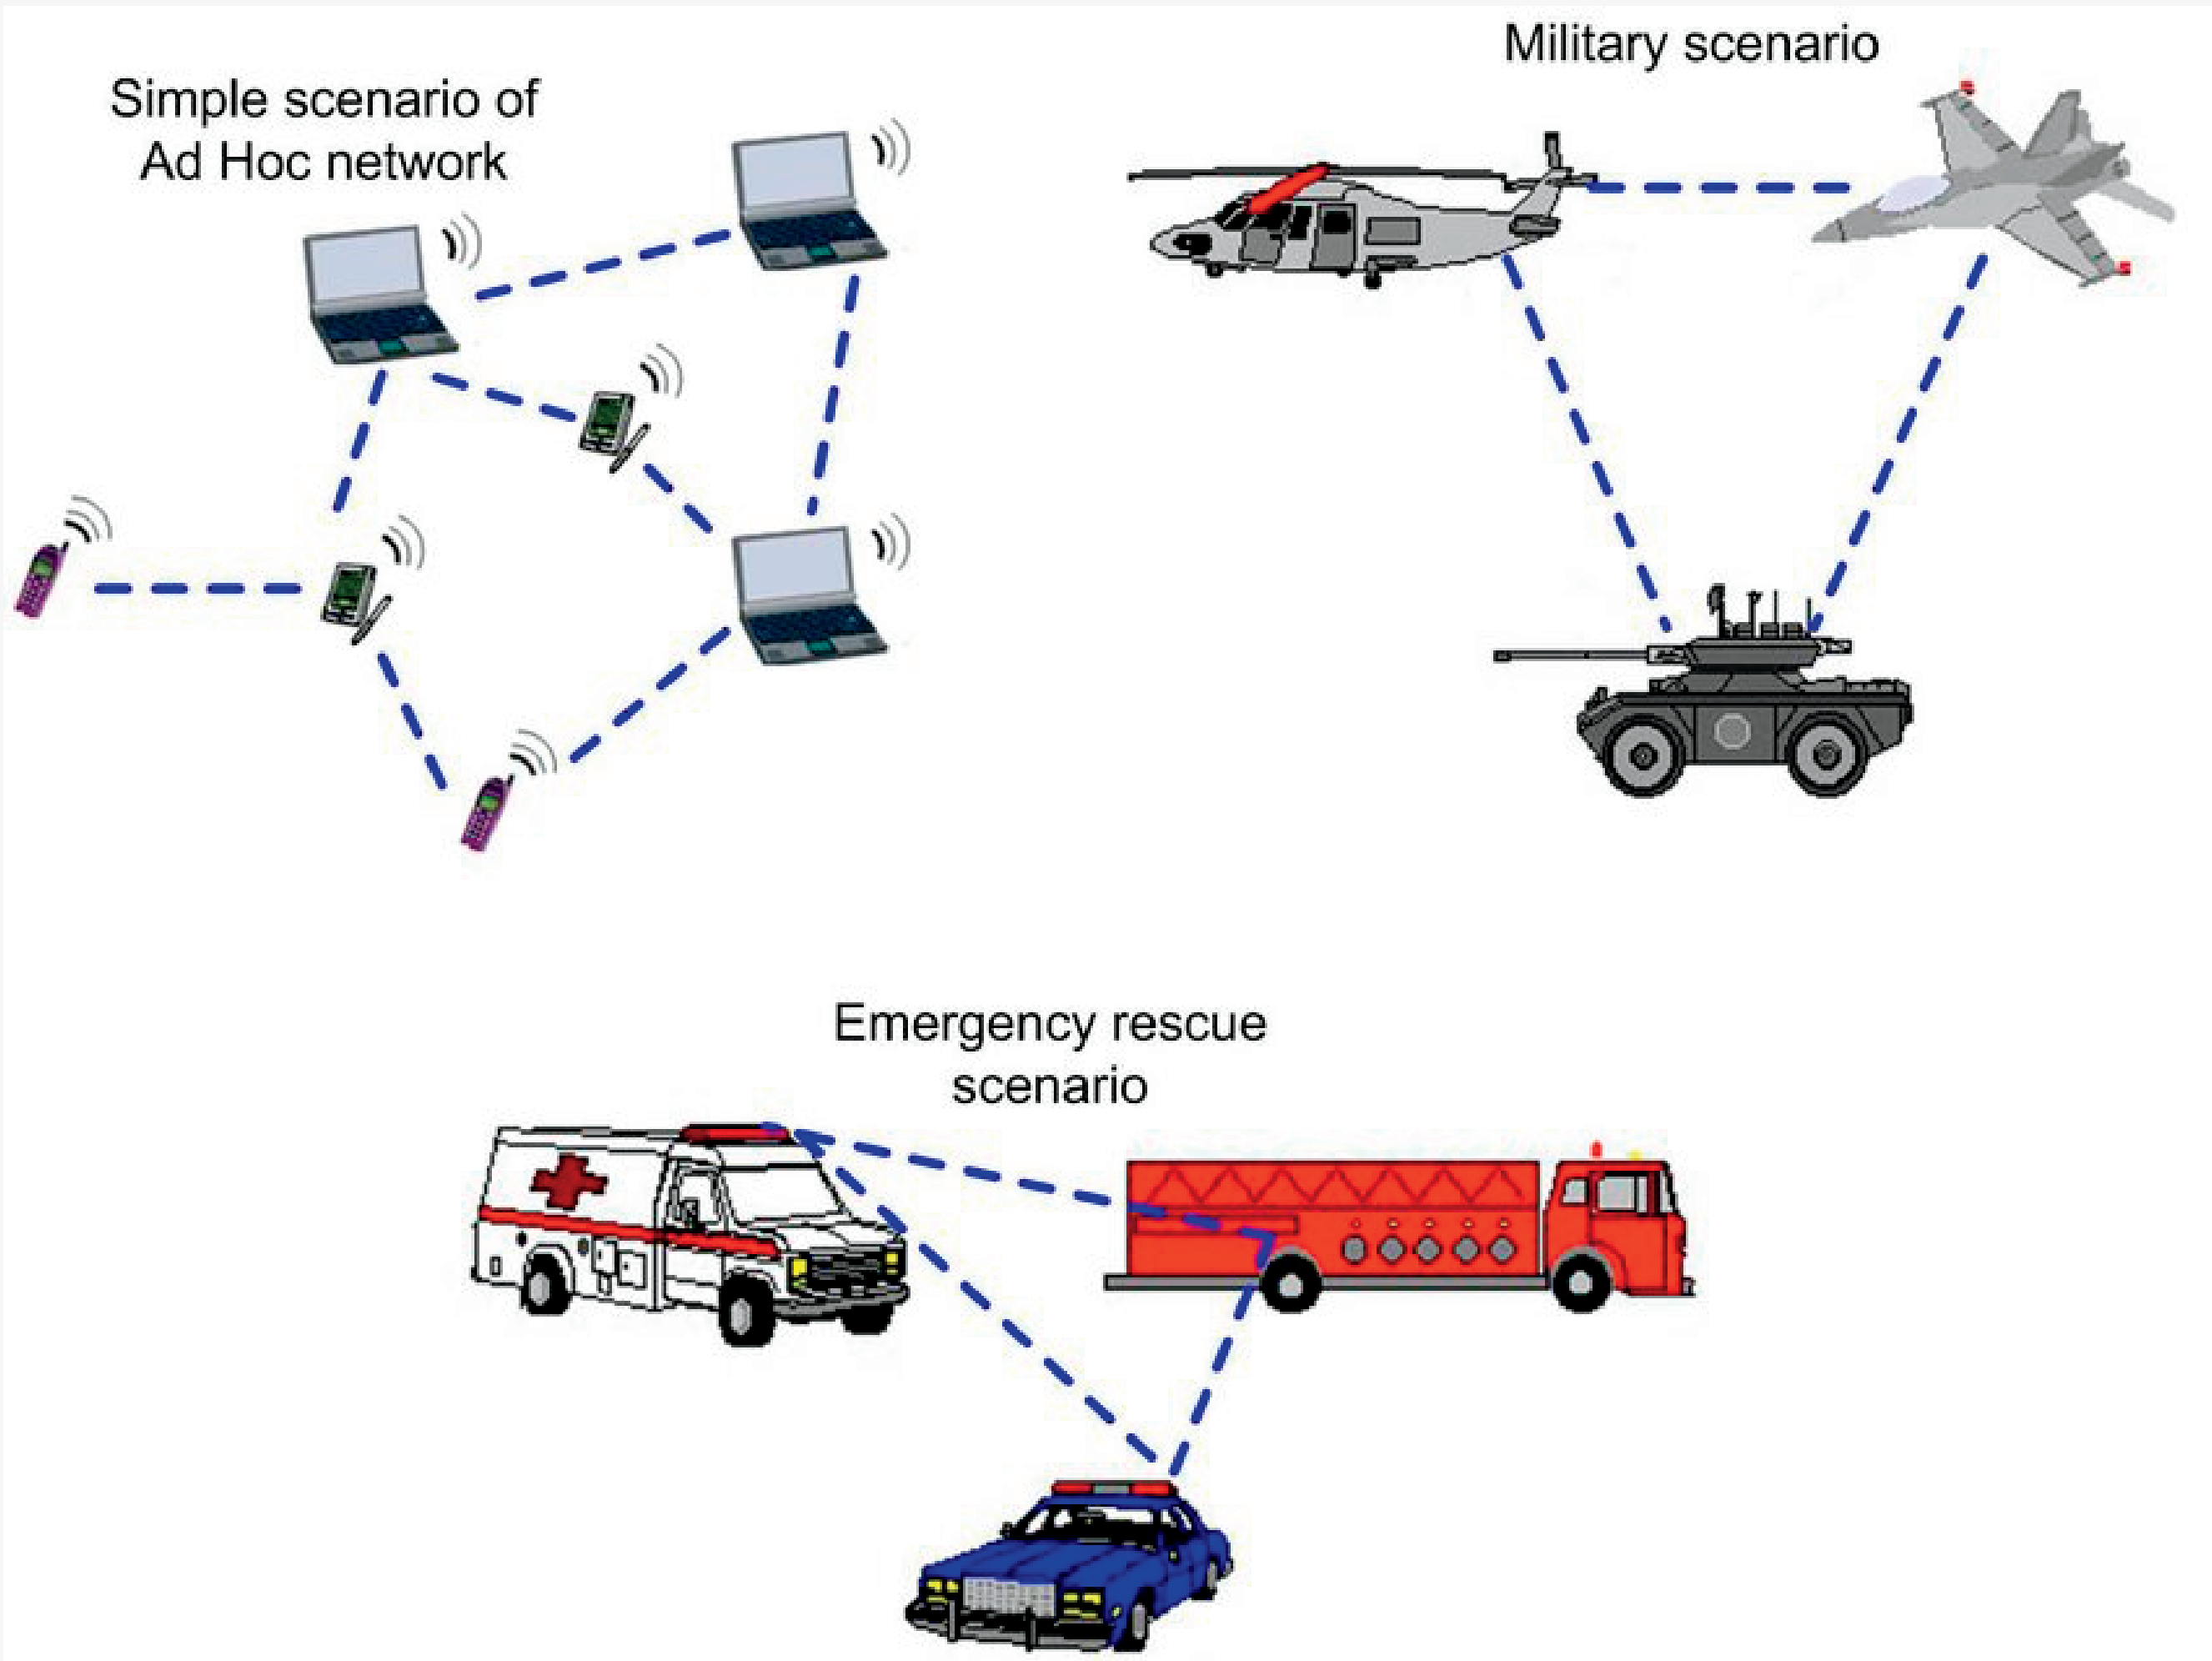 Simple scenario of
Ad Hoc network
Military scenario
Emergency rescue
scenario